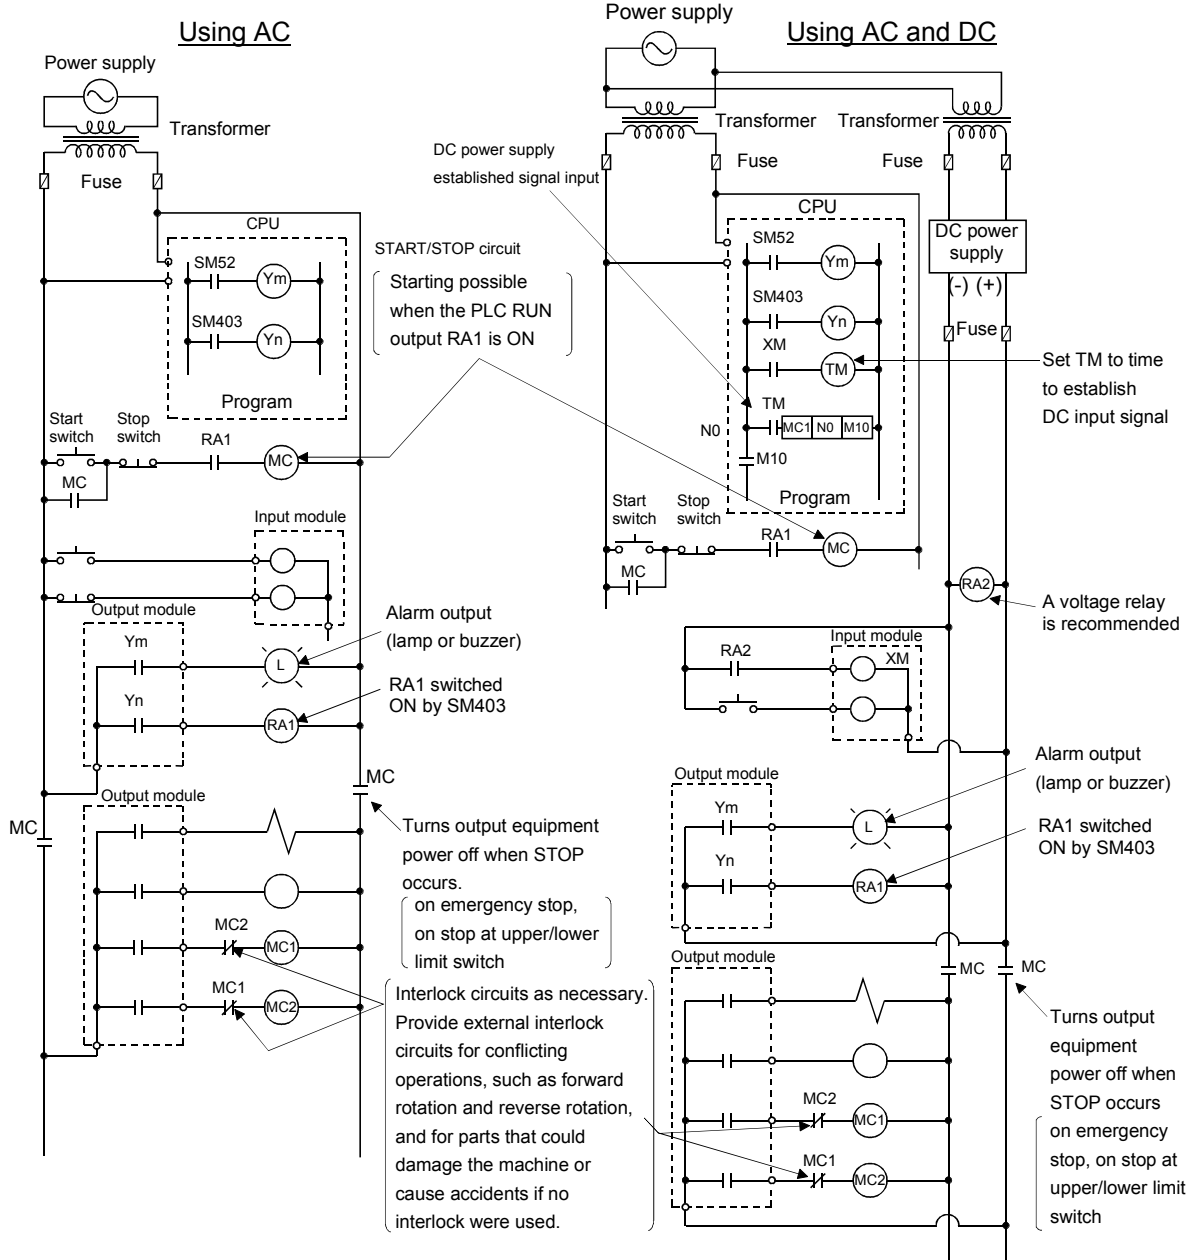 Using AC
Power supply
Transformer
Fuse
CPU
SM52
Ym
SM403
Yn
Program
Start
switch
Stop
switch
RA1
MC
MC
Input module
Output module
Ym
L
Yn
RA1
Alarm output
(lamp or buzzer)
RA1 switched
ON by SM403
MC
MC
Output module
Turns output equipment
power off when STOP
occurs.
on emergency stop,
on stop at upper/lower
limit switch
MC2
MC1
MC1
MC2
Interlock circuits as necessary.
Provide external interlock
circuits for conflicting
operations, such as forward
rotation and reverse rotation,
and for parts that could
damage the machine or
cause accidents if no
interlock were used.
START/STOP circuit
Starting possible
when the PLC RUN
output RA1 is ON
DC power supply
established signal input
Power supply
Using AC and DC
Transformer
Transformer
Fuse
Fuse
CPU
SM52
Ym
SM403
Yn
XM
TM
TM
N0
MC1 N0 M10
M10
Program
DC power
supply
(-) (+)
Fuse
Set TM to time
to establish
DC input signal
Start
switch
Stop
switch
RA1
MC
MC
RA2
A voltage relay
is recommended
Input module
RA2
XM
Output module
Ym
L
Yn
RA1
Alarm output
(lamp or buzzer)
RA1 switched
ON by SM403
Output module
MC
MC
Turns output
equipment
power off when
STOP occurs
on emergency
stop, on stop at
upper/lower limit
switch
MC2
MC1
MC1
MC2